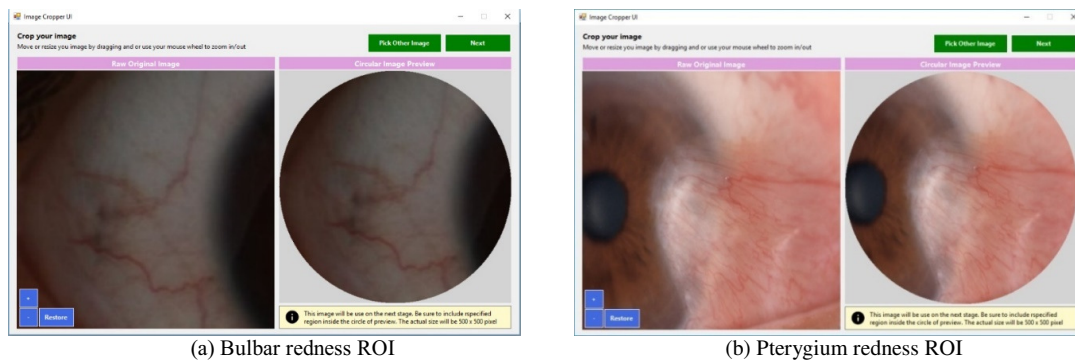 Image Cropper UI
Crop your image
Move or resize you image by dragging and or use your mouse wheel to zoom in/out
Pick Other Image
Next
Raw Original Image
Circular Image Preview
+
-
Restore
This image will be use on the next stage. Be sure to include rspecified
region inside the circle of preview. The actual size will be 500 x 500 pixel
(a) Bulbar redness ROI
Image Cropper UI
Crop your image
Move or resize you image by dragging and or use your mouse wheel to zoom in/out
Pick Other Image
Next
Raw Original Image
Circular Image Preview
+
-
Restore
This image will be use on the next stage. Be sure to include rspecified
region inside the circle of preview. The actual size will be 500 x 500 pixel
(b) Pterygium redness ROI